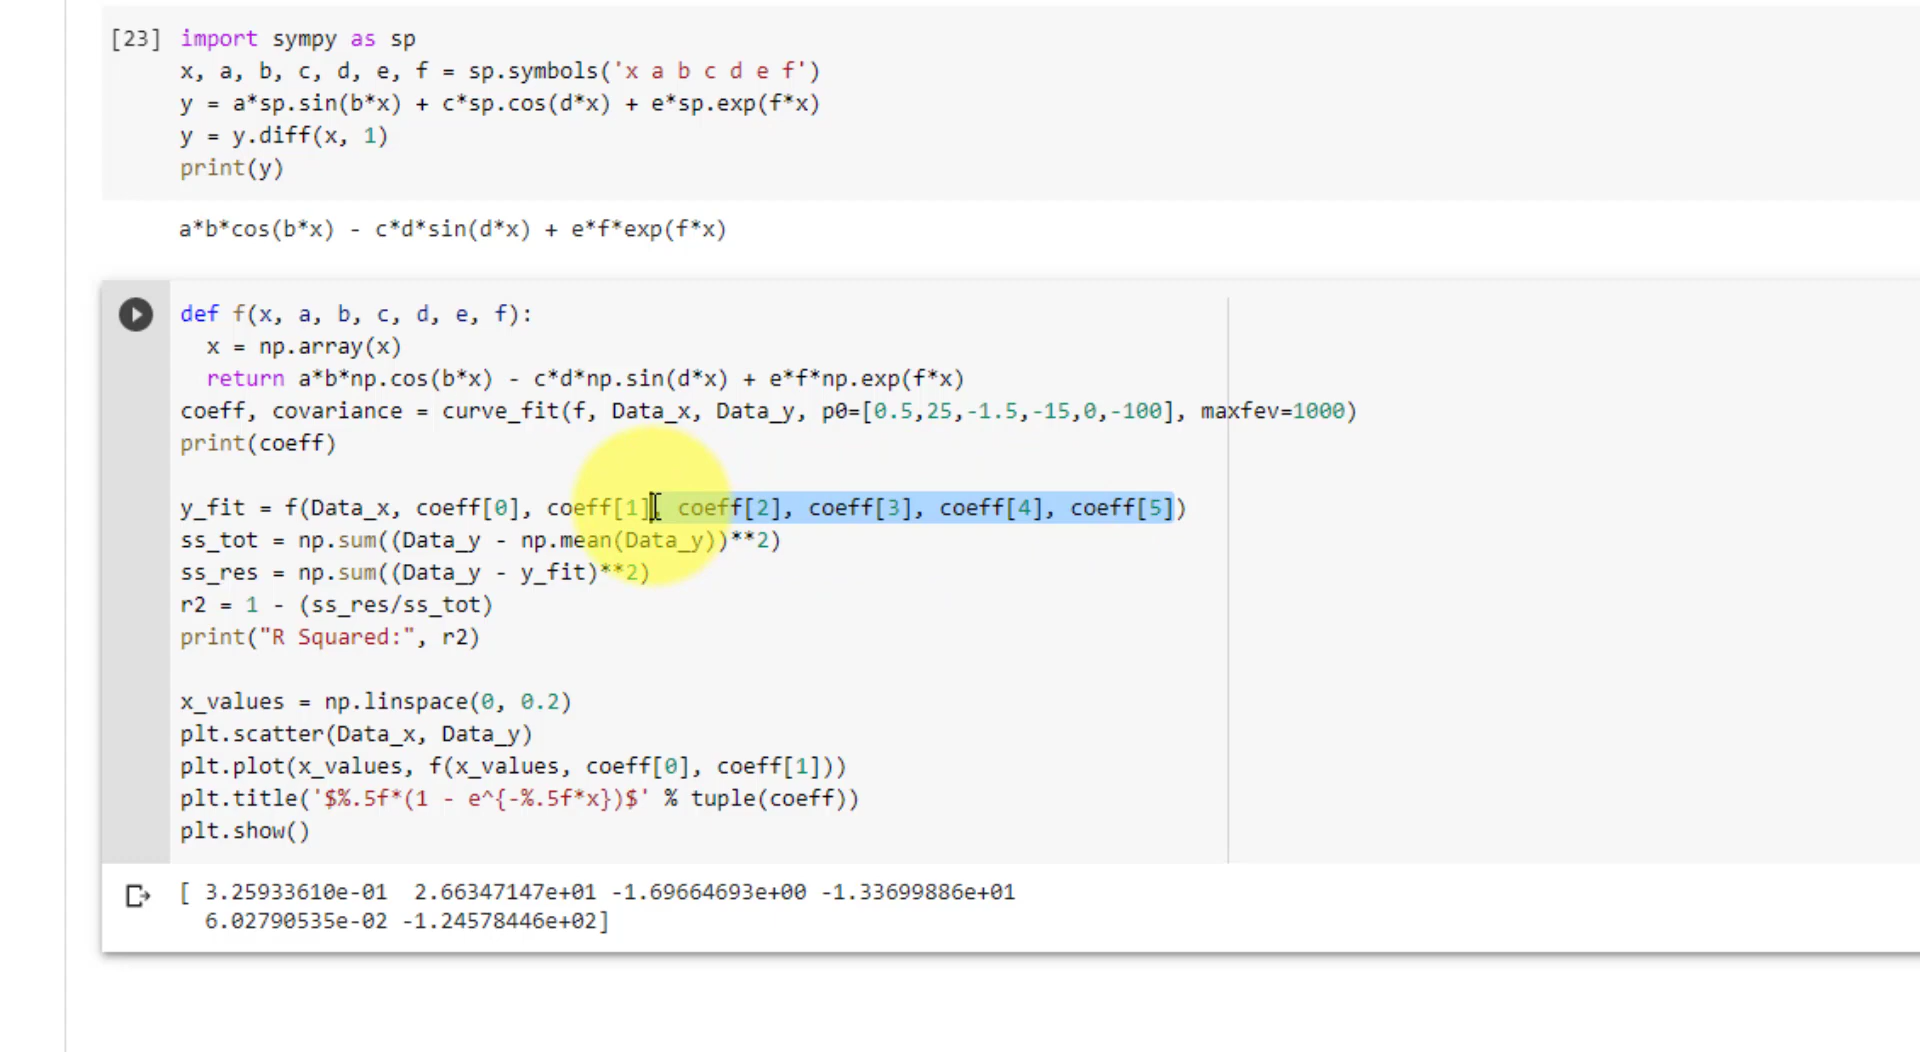 [23] import sympy as sp
x, a, b, c, d, e, f = sp.symbols('x a b c d e f')
y = a*sp.sin(b*x) + c*sp.cos(d*x) + e*sp.exp(f*x)
y = y.diff(x, 1)
print(y)
a*b*cos(b*x) - c*d*sin(d*x) + e*f*exp(f*x)
def f(x, a, b, c, d, e, f):
  x = np.array(x)
  return a*b*np.cos(b*x) - c*d*np.sin(d*x) + e*f*np.exp(f*x)
coeff, covariance = curve_fit(f, Data_x, Data_y, p0=[0.5,25,-1.5,-15,0,-100], maxfev=1000)
print(coeff)
y_fit = f(Data_x, coeff[0], coeff[1], coeff[2], coeff[3], coeff[4], coeff[5])
ss_tot = np.sum((Data_y - np.mean(Data_y))**2)
ss_res = np.sum((Data_y - y_fit)**2)
r2 = 1 - (ss_res/ss_tot)
print("R Squared:", r2)
x_values = np.linspace(0, 0.2)
plt.scatter(Data_x, Data_y)
plt.plot(x_values, f(x_values, coeff[0], coeff[1]))
plt.title('$%.5f*(1 - e^{-%.5f*x})$' % tuple(coeff))
plt.show()
[ 3.25933610e-01  2.66347147e+01 -1.69664693e+00 -1.33699886e+01
  6.02790535e-02 -1.24578446e+02]